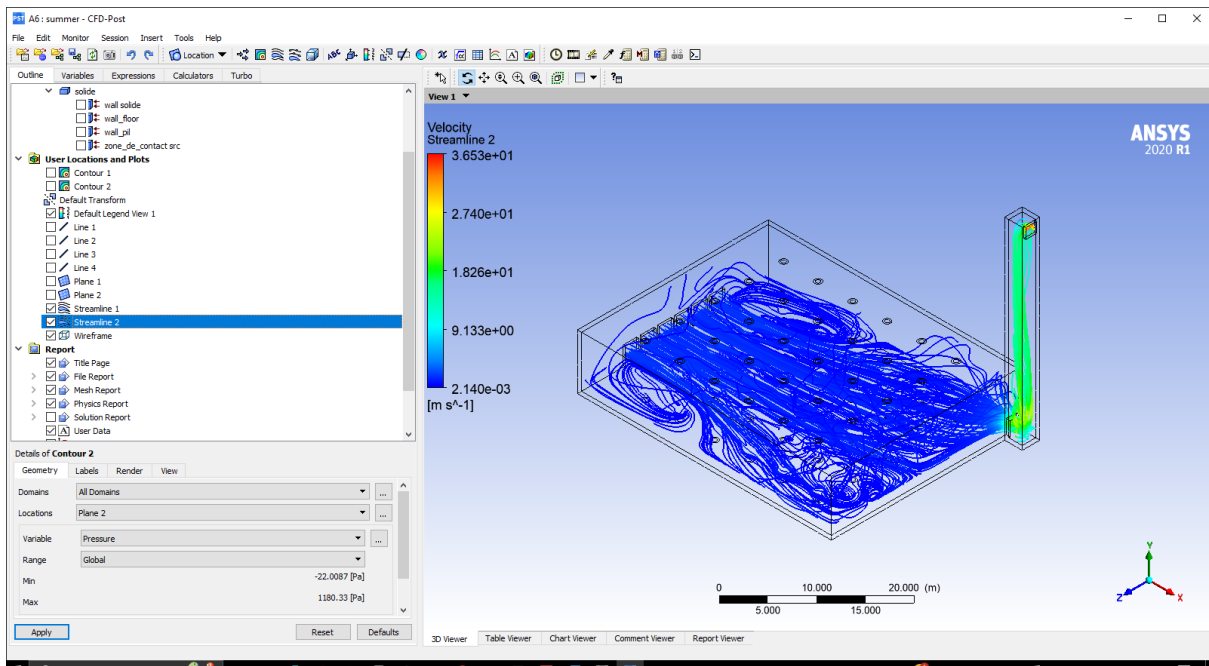 A6 : summer - CFD-Post
File Edit Monitor Session Insert Tools Help
Location
Outline Variables Expressions Calculators Turbo
solide
wall solide
wall_floor
wall_pil
zone_de_contact src
User Locations and Plots
Contour 1
Contour 2
Default Transform
Default Legend View 1
Line 1
Line 2
Line 3
Line 4
Plane 1
Plane 2
Streamline 1
Streamline 2
Wireframe
Report
Title Page
File Report
Mesh Report
Physics Report
Solution Report
User Data
Details of Contour 2
Geometry Labels Render View
Domains All Domains ...
Locations Plane 2 ...
Variable Pressure ...
Range Global
Min -22.0087 [Pa]
Max 1180.33 [Pa]
Apply Reset Defaults
View 1
Velocity
Streamline 2
3.653e+01
2.740e+01
1.826e+01
9.133e+00
2.140e-03
[m s^-1]
ANSYS
2020 R1
0 10.000 20.000 (m)
5.000 15.000
Y
Z X
3D Viewer Table Viewer Chart Viewer Comment Viewer Report Viewer